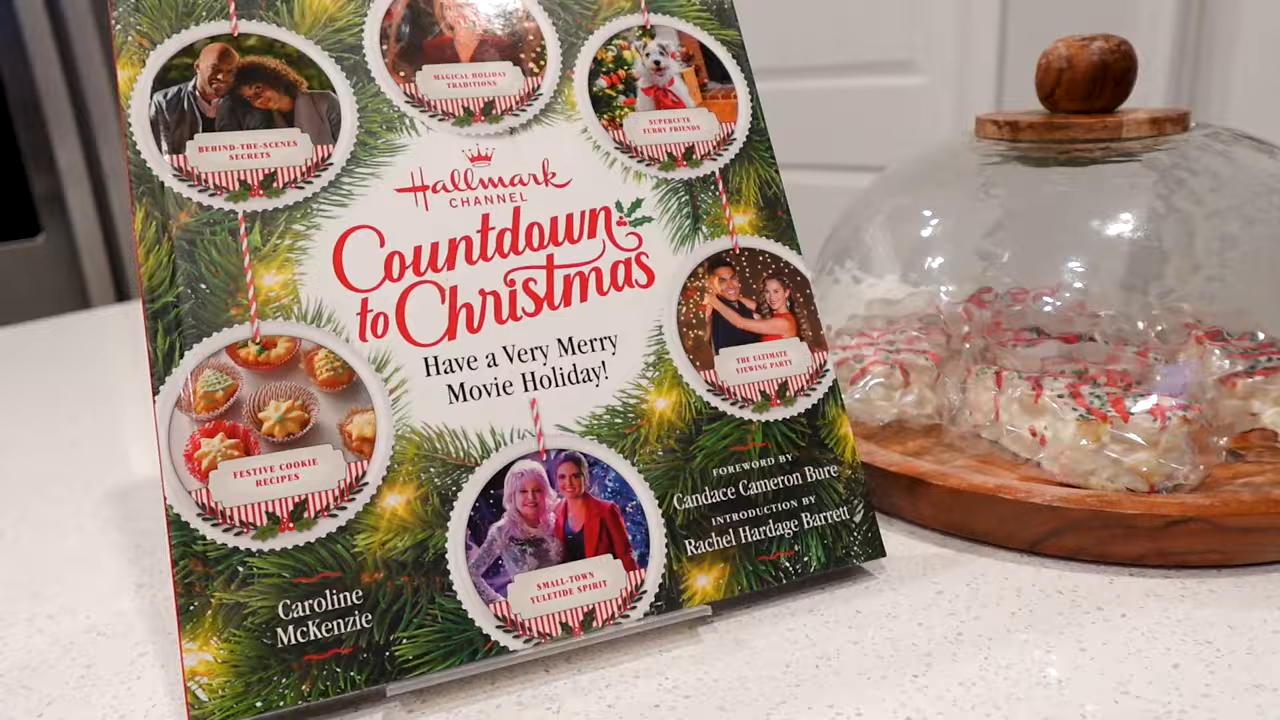 MAGICAL HOLIDAY
TRADITIONS
BEHIND-THE-SCENES
SECRETS
SUPERCUTE
FURRY FRIENDS
Hallmark
CHANNEL
Countdown
to Christmas
Have a Very Merry
Movie Holiday!
THE ULTIMATE
VIEWING PARTY
FESTIVE COOKIE
RECIPES
SMALL-TOWN
YULETIDE SPIRIT
FOREWORD BY
Candace Cameron Bure
INTRODUCTION BY
Rachel Hardage Barrett
Caroline
McKenzie